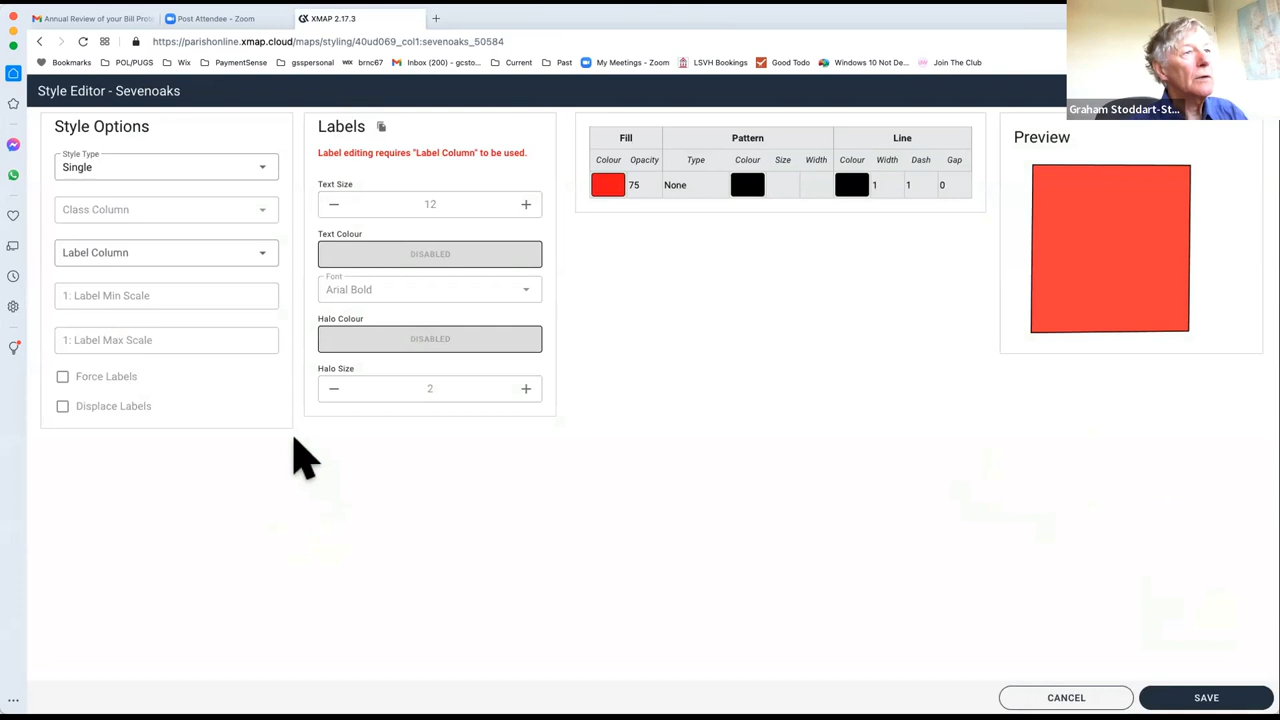 Annual Review of your Bill Prot
Post Attendee - Zoom
XMAP 2.17.3
https://parishonline.xmap.cloud/maps/styling/40ud069_col1:sevenoaks_50584
Bookmarks
POL/PUGS
Wix
PaymentSense
gsspersonal
WiX
brnc67
Inbox (200) - gcsto...
Current
Past
My Meetings - Zoom
LSVH Bookings
Good Todo
Windows 10 Not De...
Join The Club
Graham Stoddart-St...
Style Editor - Sevenoaks
Style Options
Style Type
Single
Class Column
Label Column
1: Label Min Scale
1: Label Max Scale
Force Labels
Displace Labels
Labels
Label editing requires "Label Column" to be used.
Text Size
12
Text Colour
DISABLED
Font
Arial Bold
Halo Colour
DISABLED
Halo Size
2
Fill Pattern Line
Colour Opacity Type Colour Size Width Colour Width Dash Gap
75 None 1 1 0
Preview
CANCEL
SAVE